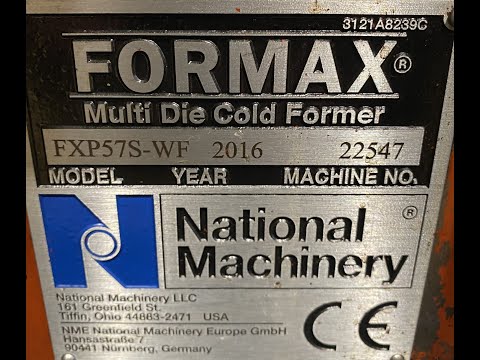 3121A8239C
FORMAX®
Multi Die Cold Former
FXP57S-WF 2016 22547
MODEL YEAR MACHINE NO.
National ®
Machinery
National Machinery LLC
161 Greenfield St.
Tiffin, Ohio 44883-2471 USA
NME National Machinery Europe GmbH
Hansastraße 7
90441 Nürnberg, Germany
CE